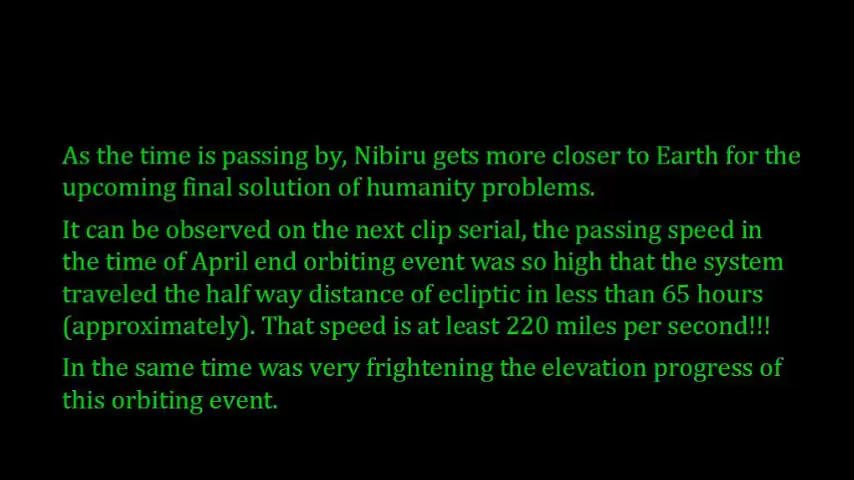 As the time is passing by, Nibiru gets more closer to Earth for the
upcoming final solution of humanity problems.
It can be observed on the next clip serial, the passing speed in
the time of April end orbiting event was so high that the system
traveled the half way distance of ecliptic in less than 65 hours
(approximately). That speed is at least 220 miles per second!!!
In the same time was very frightening the elevation progress of
this orbiting event.